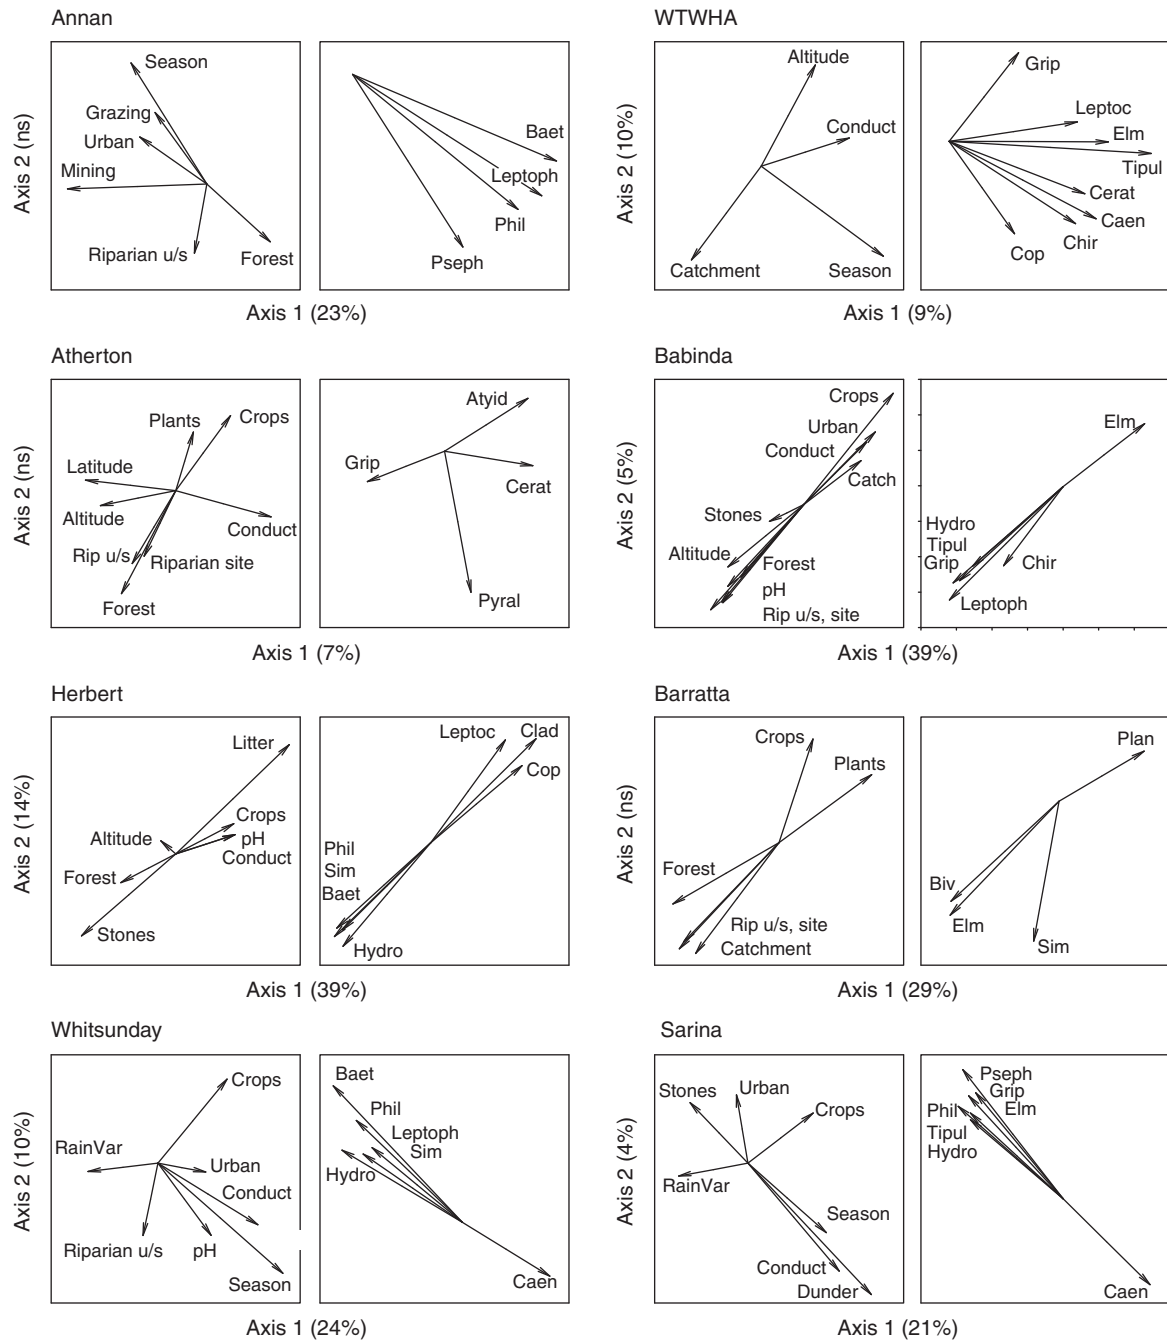 Annan
Axis 2 (ns)
Season
Grazing
Urban
Mining
Riparian u/s
Forest
Baet
Leptoph
Phil
Pseph
Axis 1 (23%)
WTWHA
Axis 2 (10%)
Altitude
Conduct
Catchment
Season
Grip
Leptoc
Elm
Tipul
Cerat
Caen
Chir
Cop
Axis 1 (9%)
Atherton
Axis 2 (ns)
Plants
Crops
Latitude
Altitude
Conduct
Rip u/s
Riparian site
Forest
Atyid
Grip
Cerat
Pyral
Axis 1 (7%)
Babinda
Axis 2 (5%)
Crops
Urban
Conduct
Catch
Stones
Altitude
Forest
pH
Rip u/s, site
Elm
Hydro
Tipul
Grip
Chir
Leptoph
Axis 1 (39%)
Herbert
Axis 2 (14%)
Litter
Crops
Altitude
pH
Conduct
Forest
Stones
Leptoc
Clad
Cop
Phil
Sim
Baet
Hydro
Axis 1 (39%)
Barratta
Axis 2 (ns)
Crops
Plants
Forest
Rip u/s, site
Catchment
Plan
Biv
Elm
Sim
Axis 1 (29%)
Whitsunday
Axis 2 (10%)
Crops
RainVar
Urban
Conduct
Riparian u/s
pH
Season
Baet
Phil
Leptoph
Sim
Hydro
Caen
Axis 1 (24%)
Sarina
Axis 2 (4%)
Stones
Urban
Crops
RainVar
Season
Conduct
Dunder
Pseph
Grip
Elm
Phil
Tipul
Hydro
Caen
Axis 1 (21%)